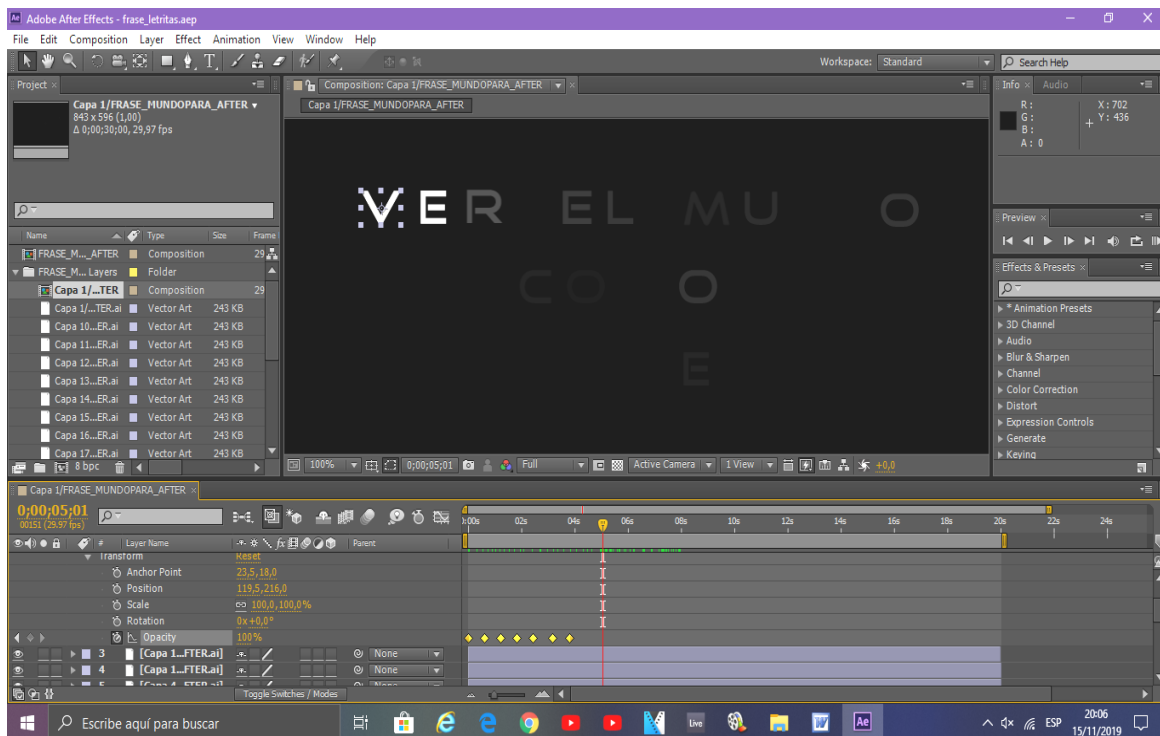 Adobe After Effects - frase_letritas.aep
File Edit Composition Layer Effect Animation View Window Help
Workspace: Standard Search Help
Project
Capa 1/FRASE_MUNDOPARA_AFTER
843 x 596 (1,00)
Δ 0;00;30;00, 29,97 fps
Name Type Size Frame
FRASE_M..._AFTER Composition 29
FRASE_M... Layers Folder
Capa 1/...TER Composition 29
Capa 1/...TER.ai Vector Art 243 KB
Capa 10...ER.ai Vector Art 243 KB
Capa 11...ER.ai Vector Art 243 KB
Capa 12...ER.ai Vector Art 243 KB
Capa 13...ER.ai Vector Art 243 KB
Capa 14...ER.ai Vector Art 243 KB
Capa 15...ER.ai Vector Art 243 KB
Capa 16...ER.ai Vector Art 243 KB
Capa 17...ER.ai Vector Art 243 KB
8 bpc
Composition: Capa 1/FRASE_MUNDOPARA_AFTER
Capa 1/FRASE_MUNDOPARA_AFTER
VER EL MU O
CO O
E
100% 0;00;05;01 Full Active Camera 1 View +0,0
Info Audio
R: X: 702
G: Y: 436
B:
A: 0
Preview
Effects & Presets
* Animation Presets
3D Channel
Audio
Blur & Sharpen
Channel
Color Correction
Distort
Expression Controls
Generate
Keying
Capa 1/FRASE_MUNDOPARA_AFTER
0;00;05;01
00151 (29.97 fps)
# Layer Name Parent
):00s 02s 04s 06s 08s 10s 12s 14s 16s 18s 20s 22s 24s
Transform Reset
Anchor Point 23,5,18,0
Position 119,5,216,0
Scale 100,0,100,0%
Rotation 0x+0,0°
Opacity 100%
3 [Capa 1...FTER.ai] None
4 [Capa 1...FTER.ai] None
Toggle Switches / Modes
Escribe aquí para buscar
Live
Ae
ESP
20:06
15/11/2019